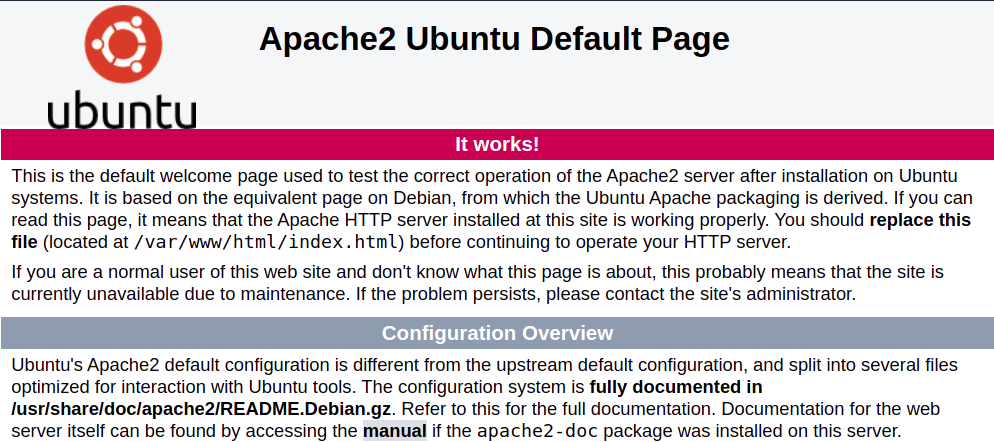 Apache2 Ubuntu Default Page
ubuntu
It works!
This is the default welcome page used to test the correct operation of the Apache2 server after installation on Ubuntu
systems. It is based on the equivalent page on Debian, from which the Ubuntu Apache packaging is derived. If you can
read this page, it means that the Apache HTTP server installed at this site is working properly. You should replace this
file (located at /var/www/html/index.html) before continuing to operate your HTTP server.
If you are a normal user of this web site and don't know what this page is about, this probably means that the site is
currently unavailable due to maintenance. If the problem persists, please contact the site's administrator.
Configuration Overview
Ubuntu's Apache2 default configuration is different from the upstream default configuration, and split into several files
optimized for interaction with Ubuntu tools. The configuration system is fully documented in
/usr/share/doc/apache2/README.Debian.gz. Refer to this for the full documentation. Documentation for the web
server itself can be found by accessing the manual if the apache2-doc package was installed on this server.